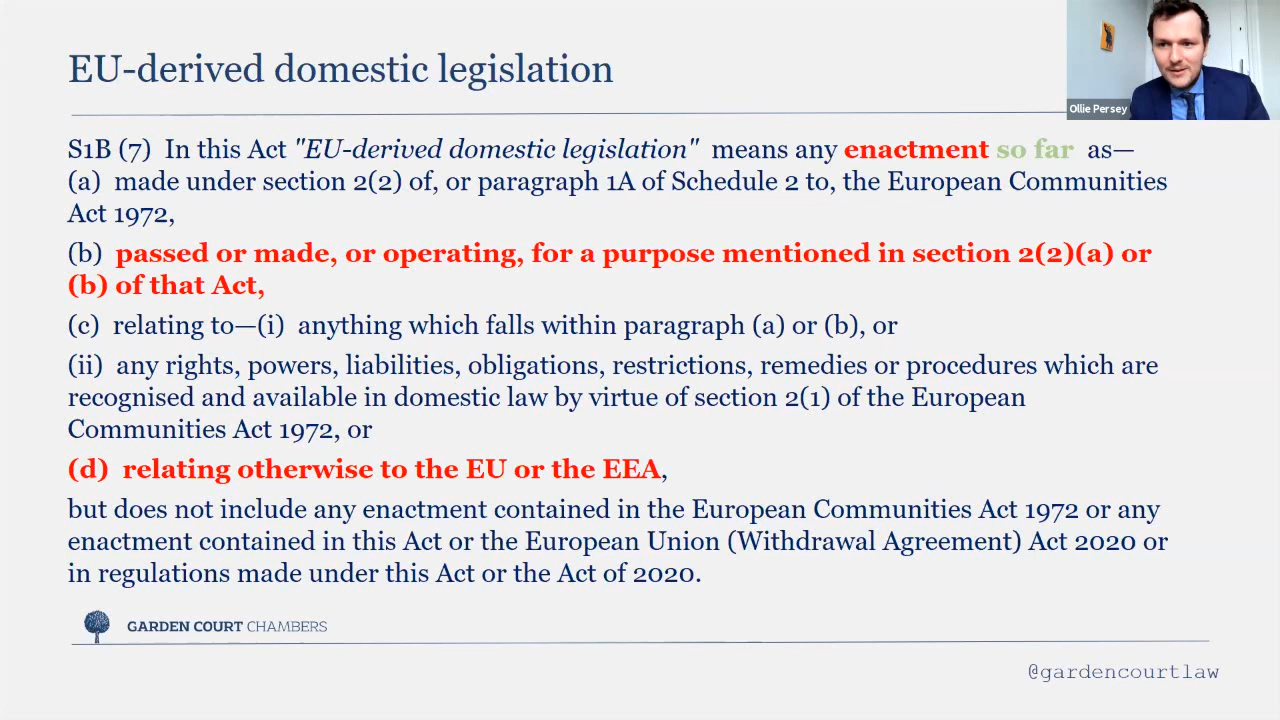 EU-derived domestic legislation
Ollie Persey
S1B (7) In this Act "EU-derived domestic legislation" means any enactment so far as—
(a) made under section 2(2) of, or paragraph 1A of Schedule 2 to, the European Communities
Act 1972,
(b) passed or made, or operating, for a purpose mentioned in section 2(2)(a) or
(b) of that Act,
(c) relating to—(i) anything which falls within paragraph (a) or (b), or
(ii) any rights, powers, liabilities, obligations, restrictions, remedies or procedures which are
recognised and available in domestic law by virtue of section 2(1) of the European
Communities Act 1972, or
(d) relating otherwise to the EU or the EEA,
but does not include any enactment contained in the European Communities Act 1972 or any
enactment contained in this Act or the European Union (Withdrawal Agreement) Act 2020 or
in regulations made under this Act or the Act of 2020.
GARDEN COURT CHAMBERS
@gardencourtlaw